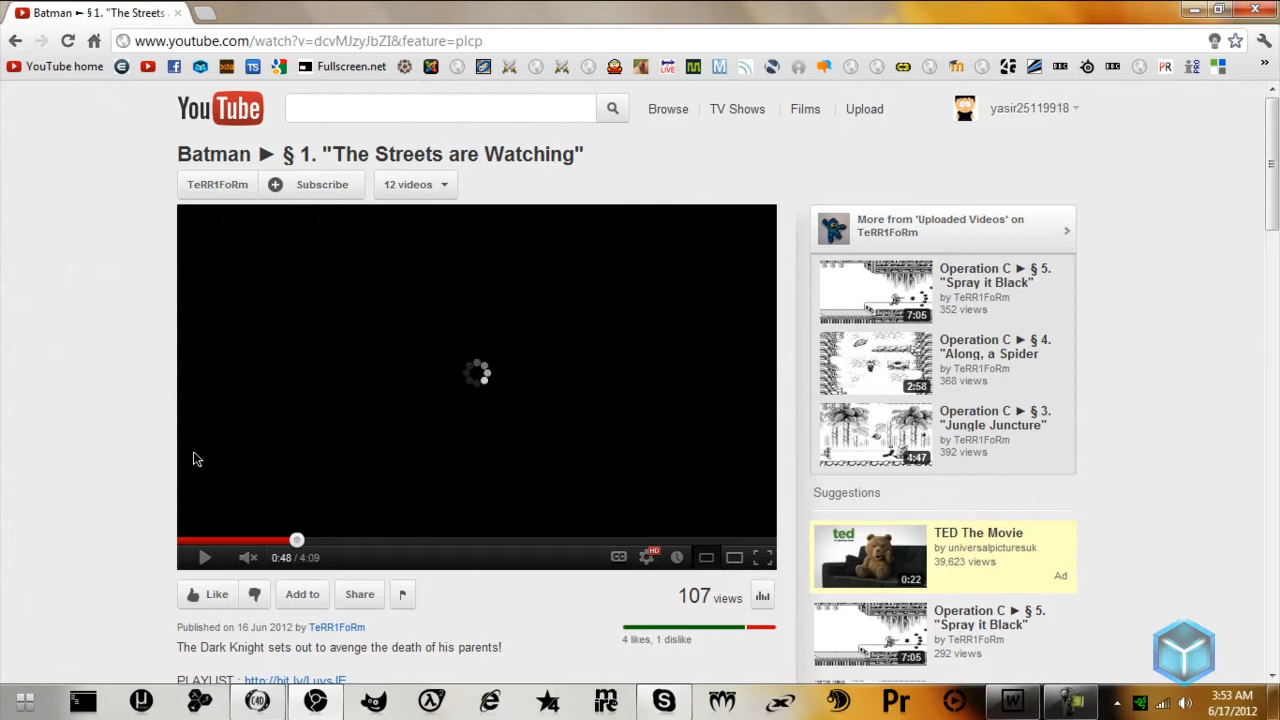 Batman ► § 1. "The Streets
www.youtube.com/watch?v=dcvMJzyJbZI&feature=plcp
YouTube home
Fullscreen.net
YouTube
Browse
TV Shows
Films
Upload
yasir25119918
Batman ► § 1. "The Streets are Watching"
TeRR1FoRm
Subscribe
12 videos
More from 'Uploaded Videos' on
TeRR1FoRm
Operation C ► § 5.
"Spray it Black"
by TeRR1FoRm
352 views
7:05
Operation C ► § 4.
"Along, a Spider
by TeRR1FoRm
368 views
2:58
Operation C ► § 3.
"Jungle Juncture"
by TeRR1FoRm
392 views
4:47
Suggestions
TED The Movie
by universalpicturesuk
39,623 views
Ad
ted
0:22
Operation C ► § 5.
"Spray it Black"
by TeRR1FoRm
292 views
7:05
0:48 / 4:09
CC
HD
Like
Add to
Share
107 views
Published on 16 Jun 2012 by TeRR1FoRm
4 likes, 1 dislike
The Dark Knight sets out to avenge the death of his parents!
PLAYLIST :
3:53 AM
6/17/2012